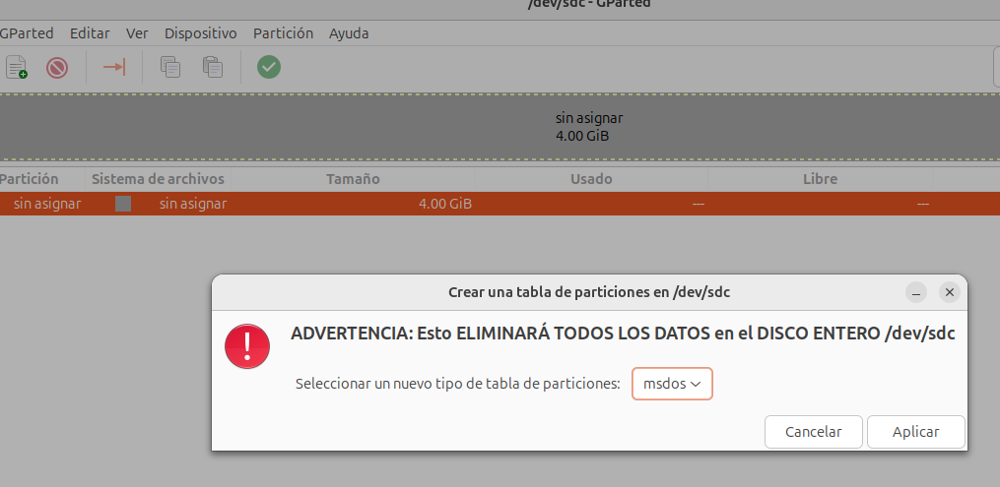 /dev/sdc - GParted
GParted Editar Ver Dispositivo Partición Ayuda
sin asignar
4.00 GiB
Partición Sistema de archivos Tamaño Usado Libre
sin asignar sin asignar 4.00 GiB --- ---
Crear una tabla de particiones en /dev/sdc
ADVERTENCIA: Esto ELIMINARÁ TODOS LOS DATOS en el DISCO ENTERO /dev/sdc
Seleccionar un nuevo tipo de tabla de particiones: msdos
Cancelar Aplicar